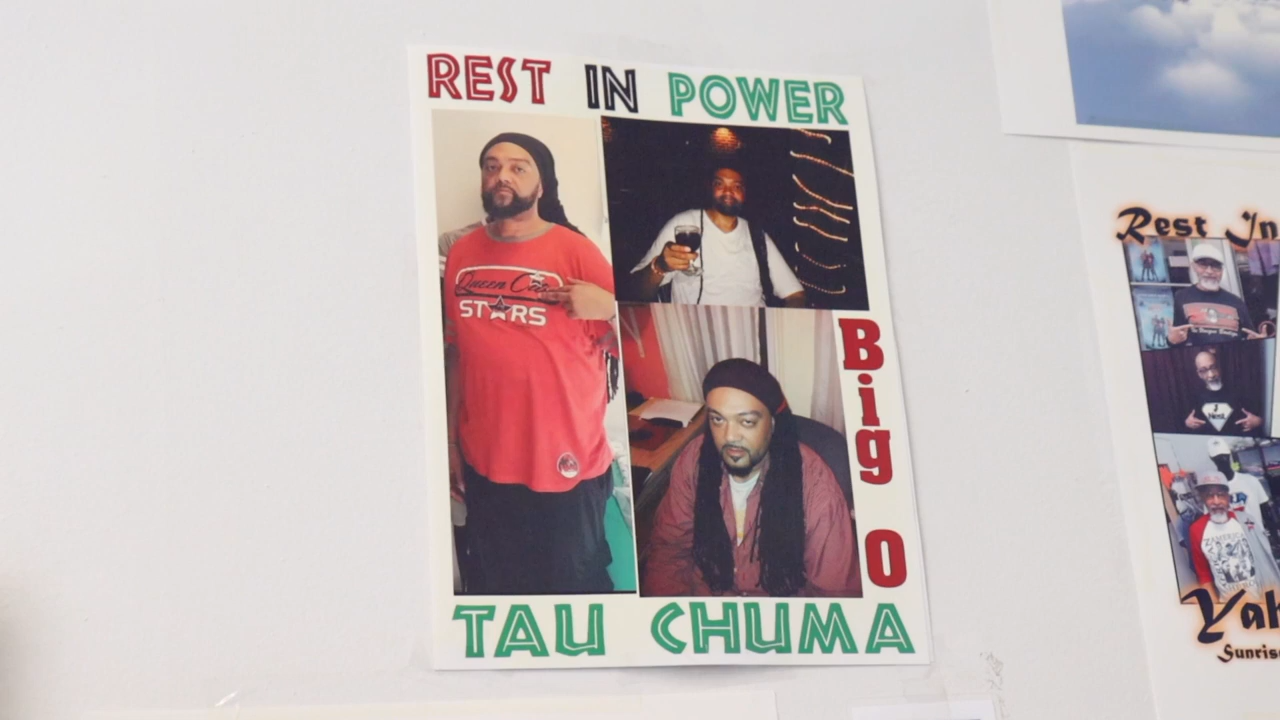 REST IN POWER
Queen City
STARS
Big O
TAU CHUMA
Rest In
Yah
Sunrise